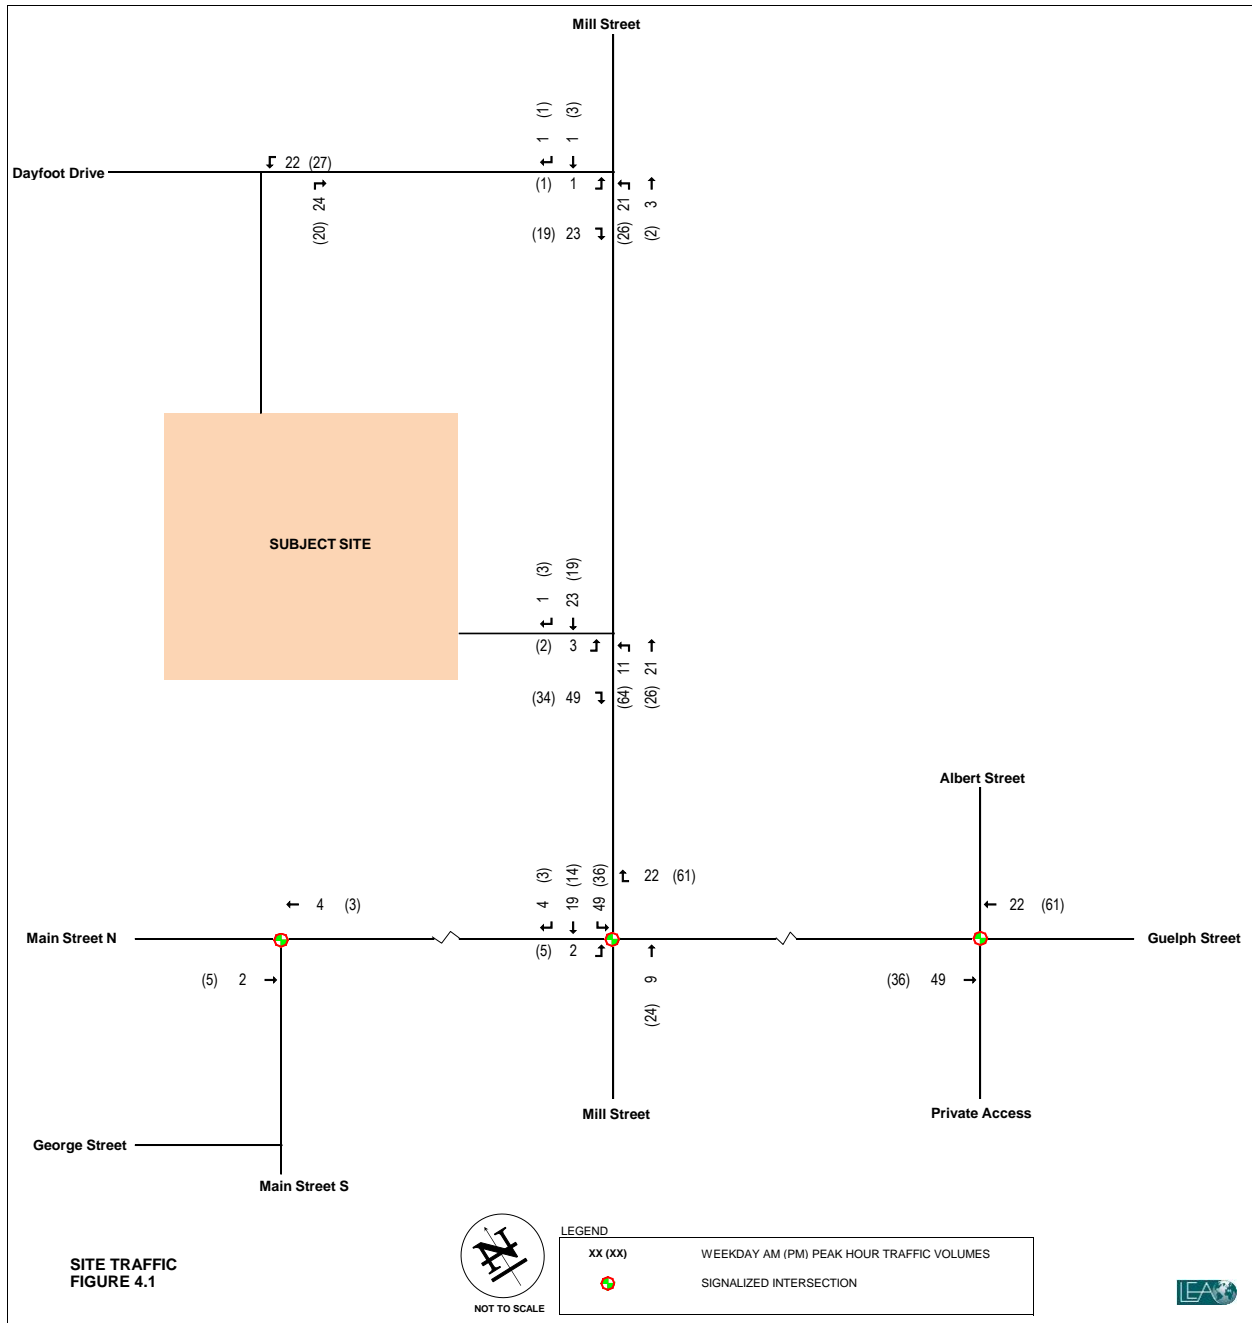 Mill Street
1 (1)
1 (3)
Dayfoot Drive
22 (27)
24 (20)
(1) 1
21 (26)
3 (2)
(19) 23
SUBJECT SITE
1 (3)
23 (19)
(2) 3
11 (64)
21 (26)
(34) 49
Albert Street
4 (3)
19 (14)
49 (36)
22 (61)
4 (3)
22 (61)
Main Street N
Guelph Street
(5) 2
(5) 2
9 (24)
(36) 49
Mill Street
Private Access
George Street
Main Street S
SITE TRAFFIC
FIGURE 4.1
N
NOT TO SCALE
LEGEND
XX (XX) WEEKDAY AM (PM) PEAK HOUR TRAFFIC VOLUMES
SIGNALIZED INTERSECTION
LEA